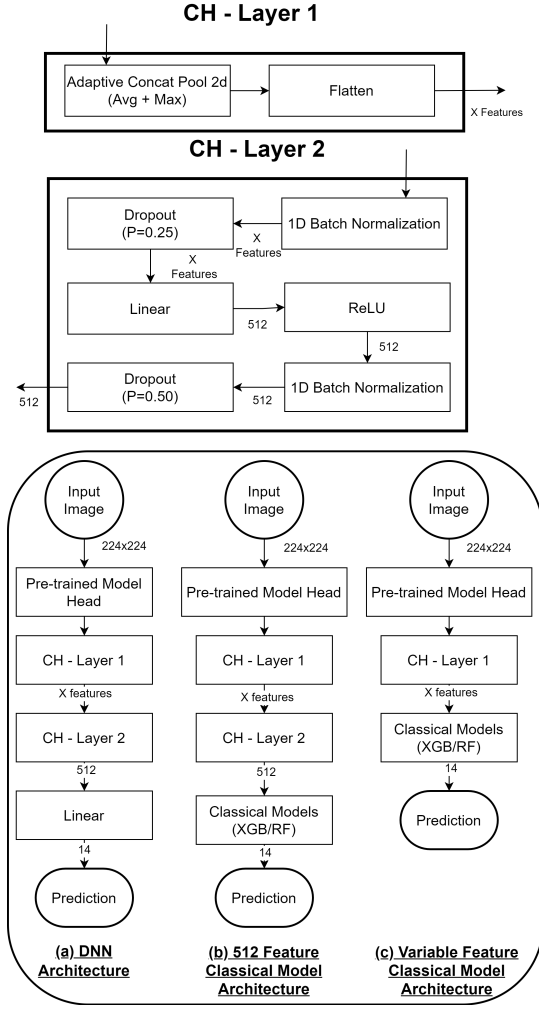 CH - Layer 1
Adaptive Concat Pool 2d
(Avg + Max)
Flatten
X Features
CH - Layer 2
Dropout
(P=0.25)
X
Features
1D Batch Normalization
X
Features
Linear
512
ReLU
512
Dropout
(P=0.50)
512
1D Batch Normalization
512
Input
Image
224x224
Pre-trained Model
Head
CH - Layer 1
X features
CH - Layer 2
512
Linear
14
Prediction
(a) DNN
Architecture
Input
Image
224x224
Pre-trained Model Head
CH - Layer 1
X features
CH - Layer 2
512
Classical Models
(XGB/RF)
14
Prediction
(b) 512 Feature
Classical Model
Architecture
Input
Image
224x224
Pre-trained Model Head
CH - Layer 1
X features
Classical Models
(XGB/RF)
14
Prediction
(c) Variable Feature
Classical Model
Architecture